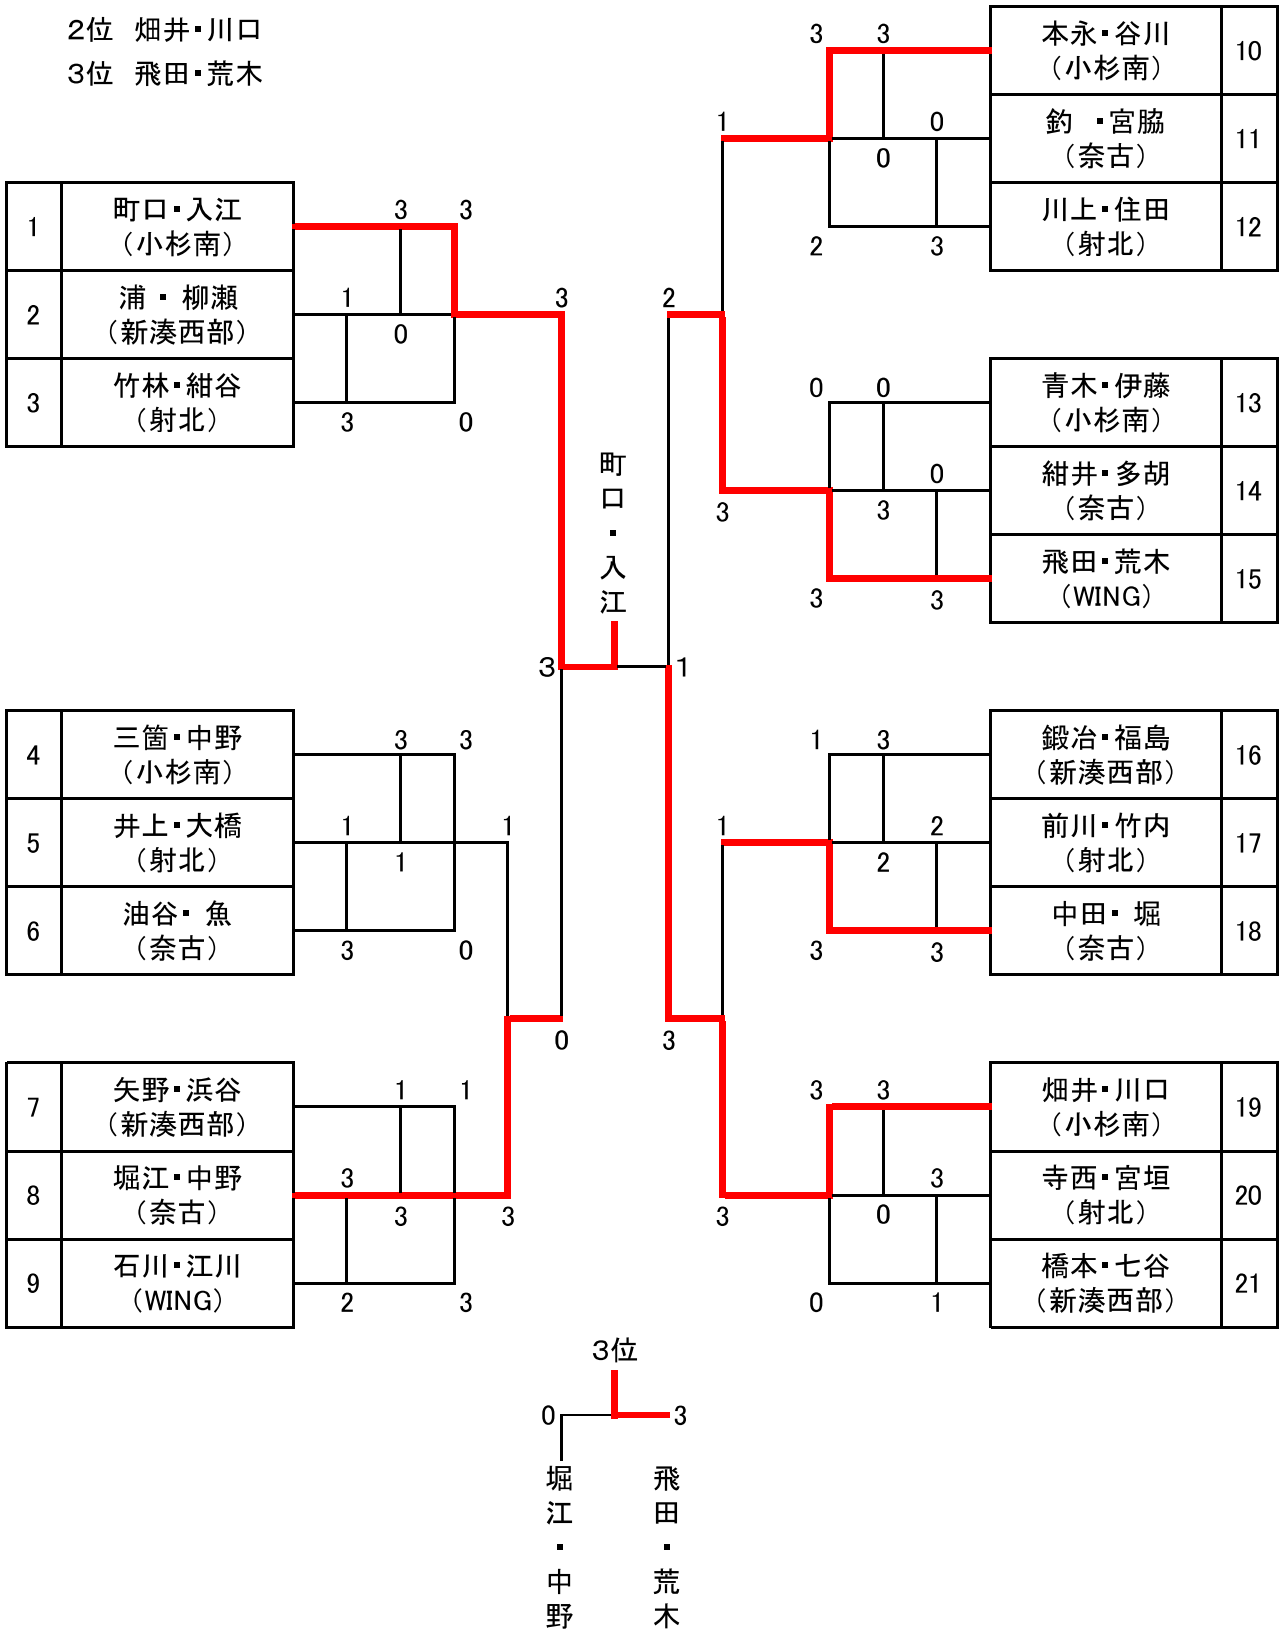 ２位 畑井・川口
３位 飛田・荒木
1 町口・入江
（小杉南）
2 浦・柳瀬
（新湊西部）
3 竹林・紺谷
（射北）
3 3
1
0
3 0
3
4 三箇・中野
（小杉南）
5 井上・大橋
（射北）
6 油谷・魚
（奈古）
3 3
1
1
3 0
1
7 矢野・浜谷
（新湊西部）
8 堀江・中野
（奈古）
9 石川・江川
（WING）
1 1
3
3 3
2 3
0
町口・入江
3 1
本永・谷川 10
（小杉南）
釣 ・宮脇 11
（奈古）
川上・住田 12
（射北）
3 3
1 0
0
2 3
2
青木・伊藤 13
（小杉南）
紺井・多胡 14
（奈古）
飛田・荒木 15
（WING）
0 0
0
3 3
3 3
鍛冶・福島 16
（新湊西部）
前川・竹内 17
（射北）
中田・堀 18
（奈古）
1 3
1 2
2
3 3
3
畑井・川口 19
（小杉南）
寺西・宮垣 20
（射北）
橋本・七谷 21
（新湊西部）
3 3
3
3 0
0 1
３位
0 3
堀江・中野
飛田・荒木